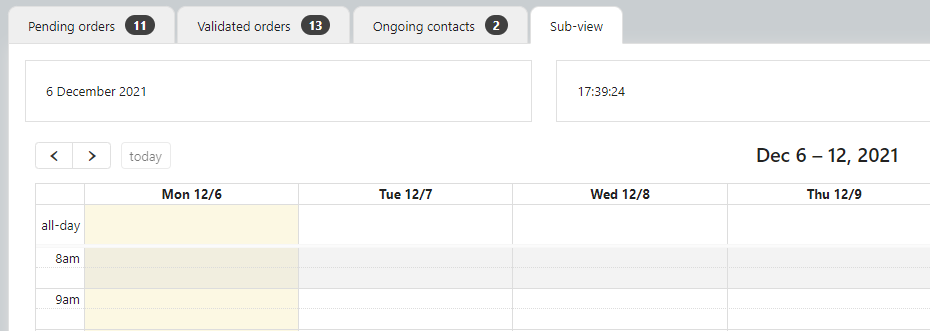 Pending orders 11 Validated orders 13 Ongoing contacts 2 Sub-view
6 December 2021 17:39:24
today Dec 6 – 12, 2021
Mon 12/6 Tue 12/7 Wed 12/8 Thu 12/9
all-day
8am
9am